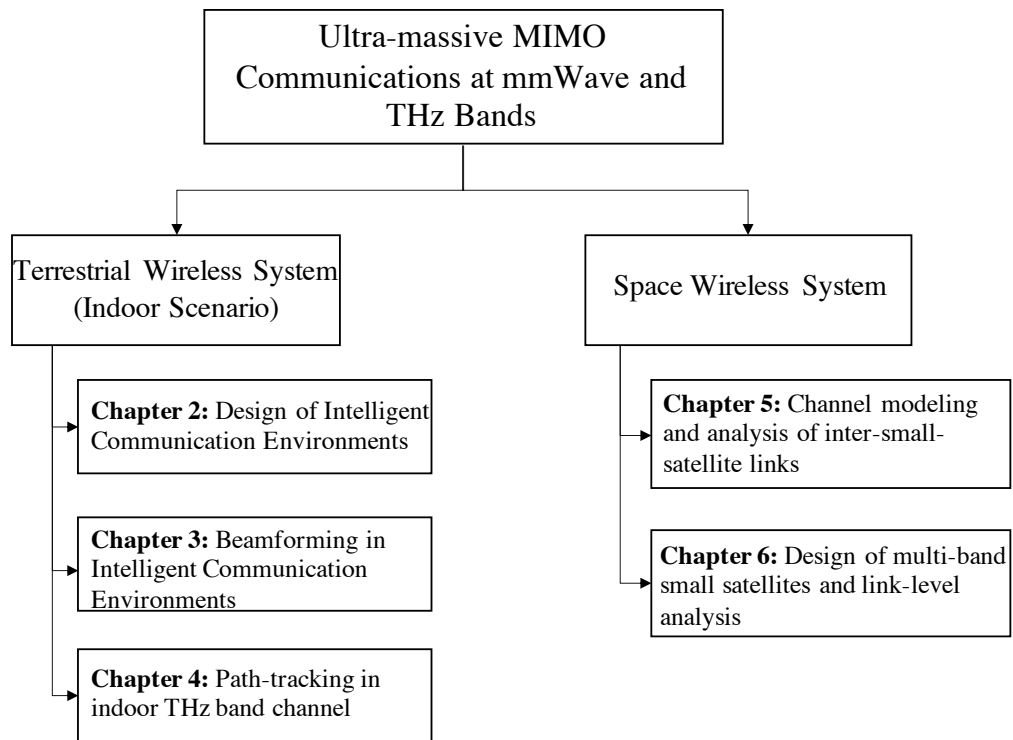 Ultra-massive MIMO
Communications at mmWave and
THz Bands
Terrestrial Wireless System
(Indoor Scenario)
Chapter 2: Design of Intelligent
Communication Environments
Chapter 3: Beamforming in
Intelligent Communication
Environments
Chapter 4: Path-tracking in
indoor THz band channel
Space Wireless System
Chapter 5: Channel modeling
and analysis of inter-small-
satellite links
Chapter 6: Design of multi-band
small satellites and link-level
analysis